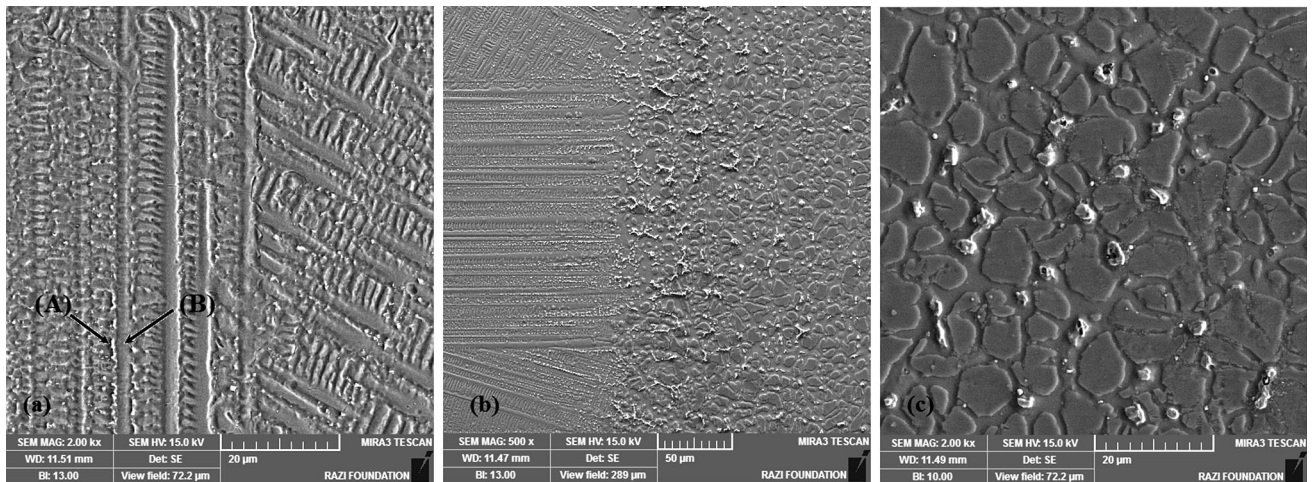 (A)
(B)
(a)
SEM MAG: 2.00 kx
SEM HV: 15.0 kV
MIRA3 TESCAN
WD: 11.51 mm
Det: SE
20 µm
BI: 13.00
View field: 72.2 µm
RAZI FOUNDATION
(b)
SEM MAG: 500 x
SEM HV: 15.0 kV
MIRA3 TESCAN
WD: 11.47 mm
Det: SE
50 µm
BI: 13.00
View field: 289 µm
RAZI FOUNDATION
(c)
SEM MAG: 2.00 kx
SEM HV: 15.0 kV
MIRA3 TESCAN
WD: 11.49 mm
Det: SE
20 µm
BI: 10.00
View field: 72.2 µm
RAZI FOUNDATION